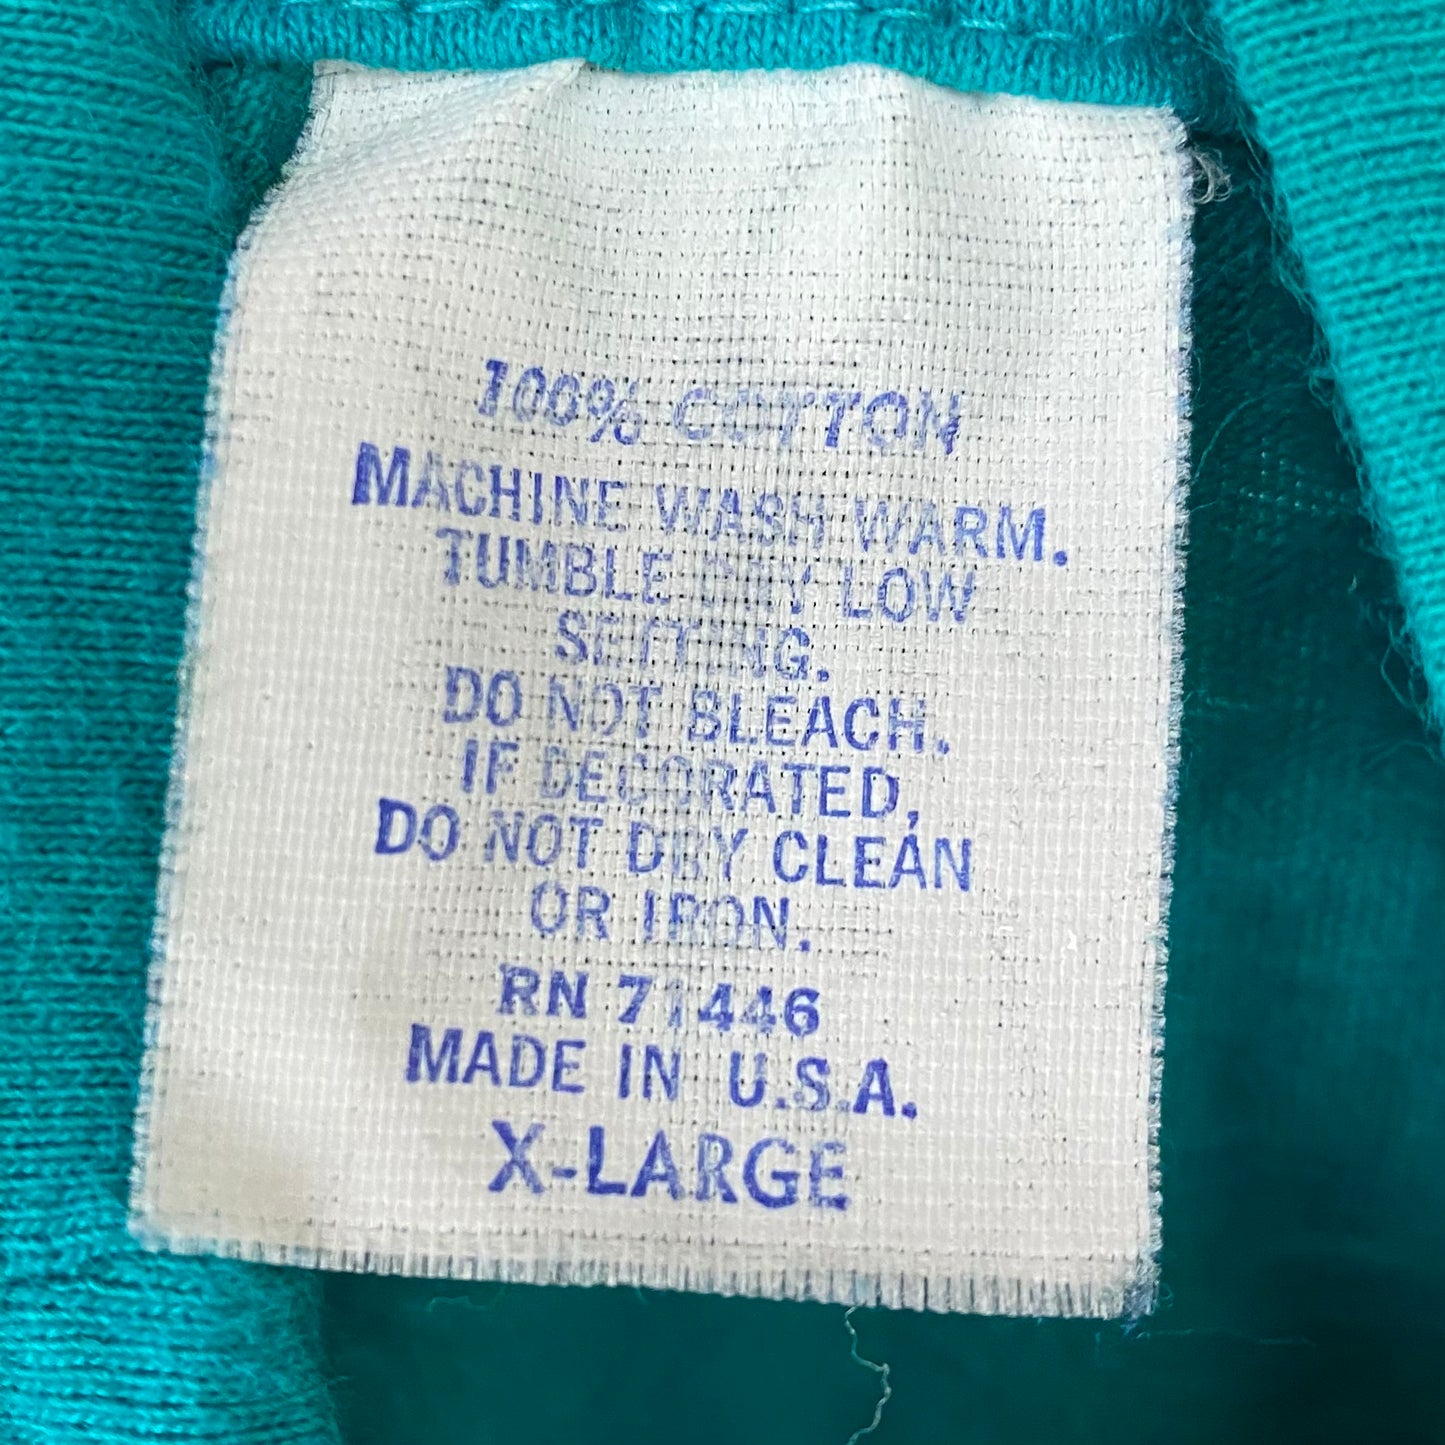 100% COTTON
MACHINE WASH WARM.
TUMBLE DRY LOW
SETTING.
DO NOT BLEACH.
IF DECORATED,
DO NOT DRY CLEAN
OR IRON.
RN 71446
MADE IN U.S.A.
X-LARGE